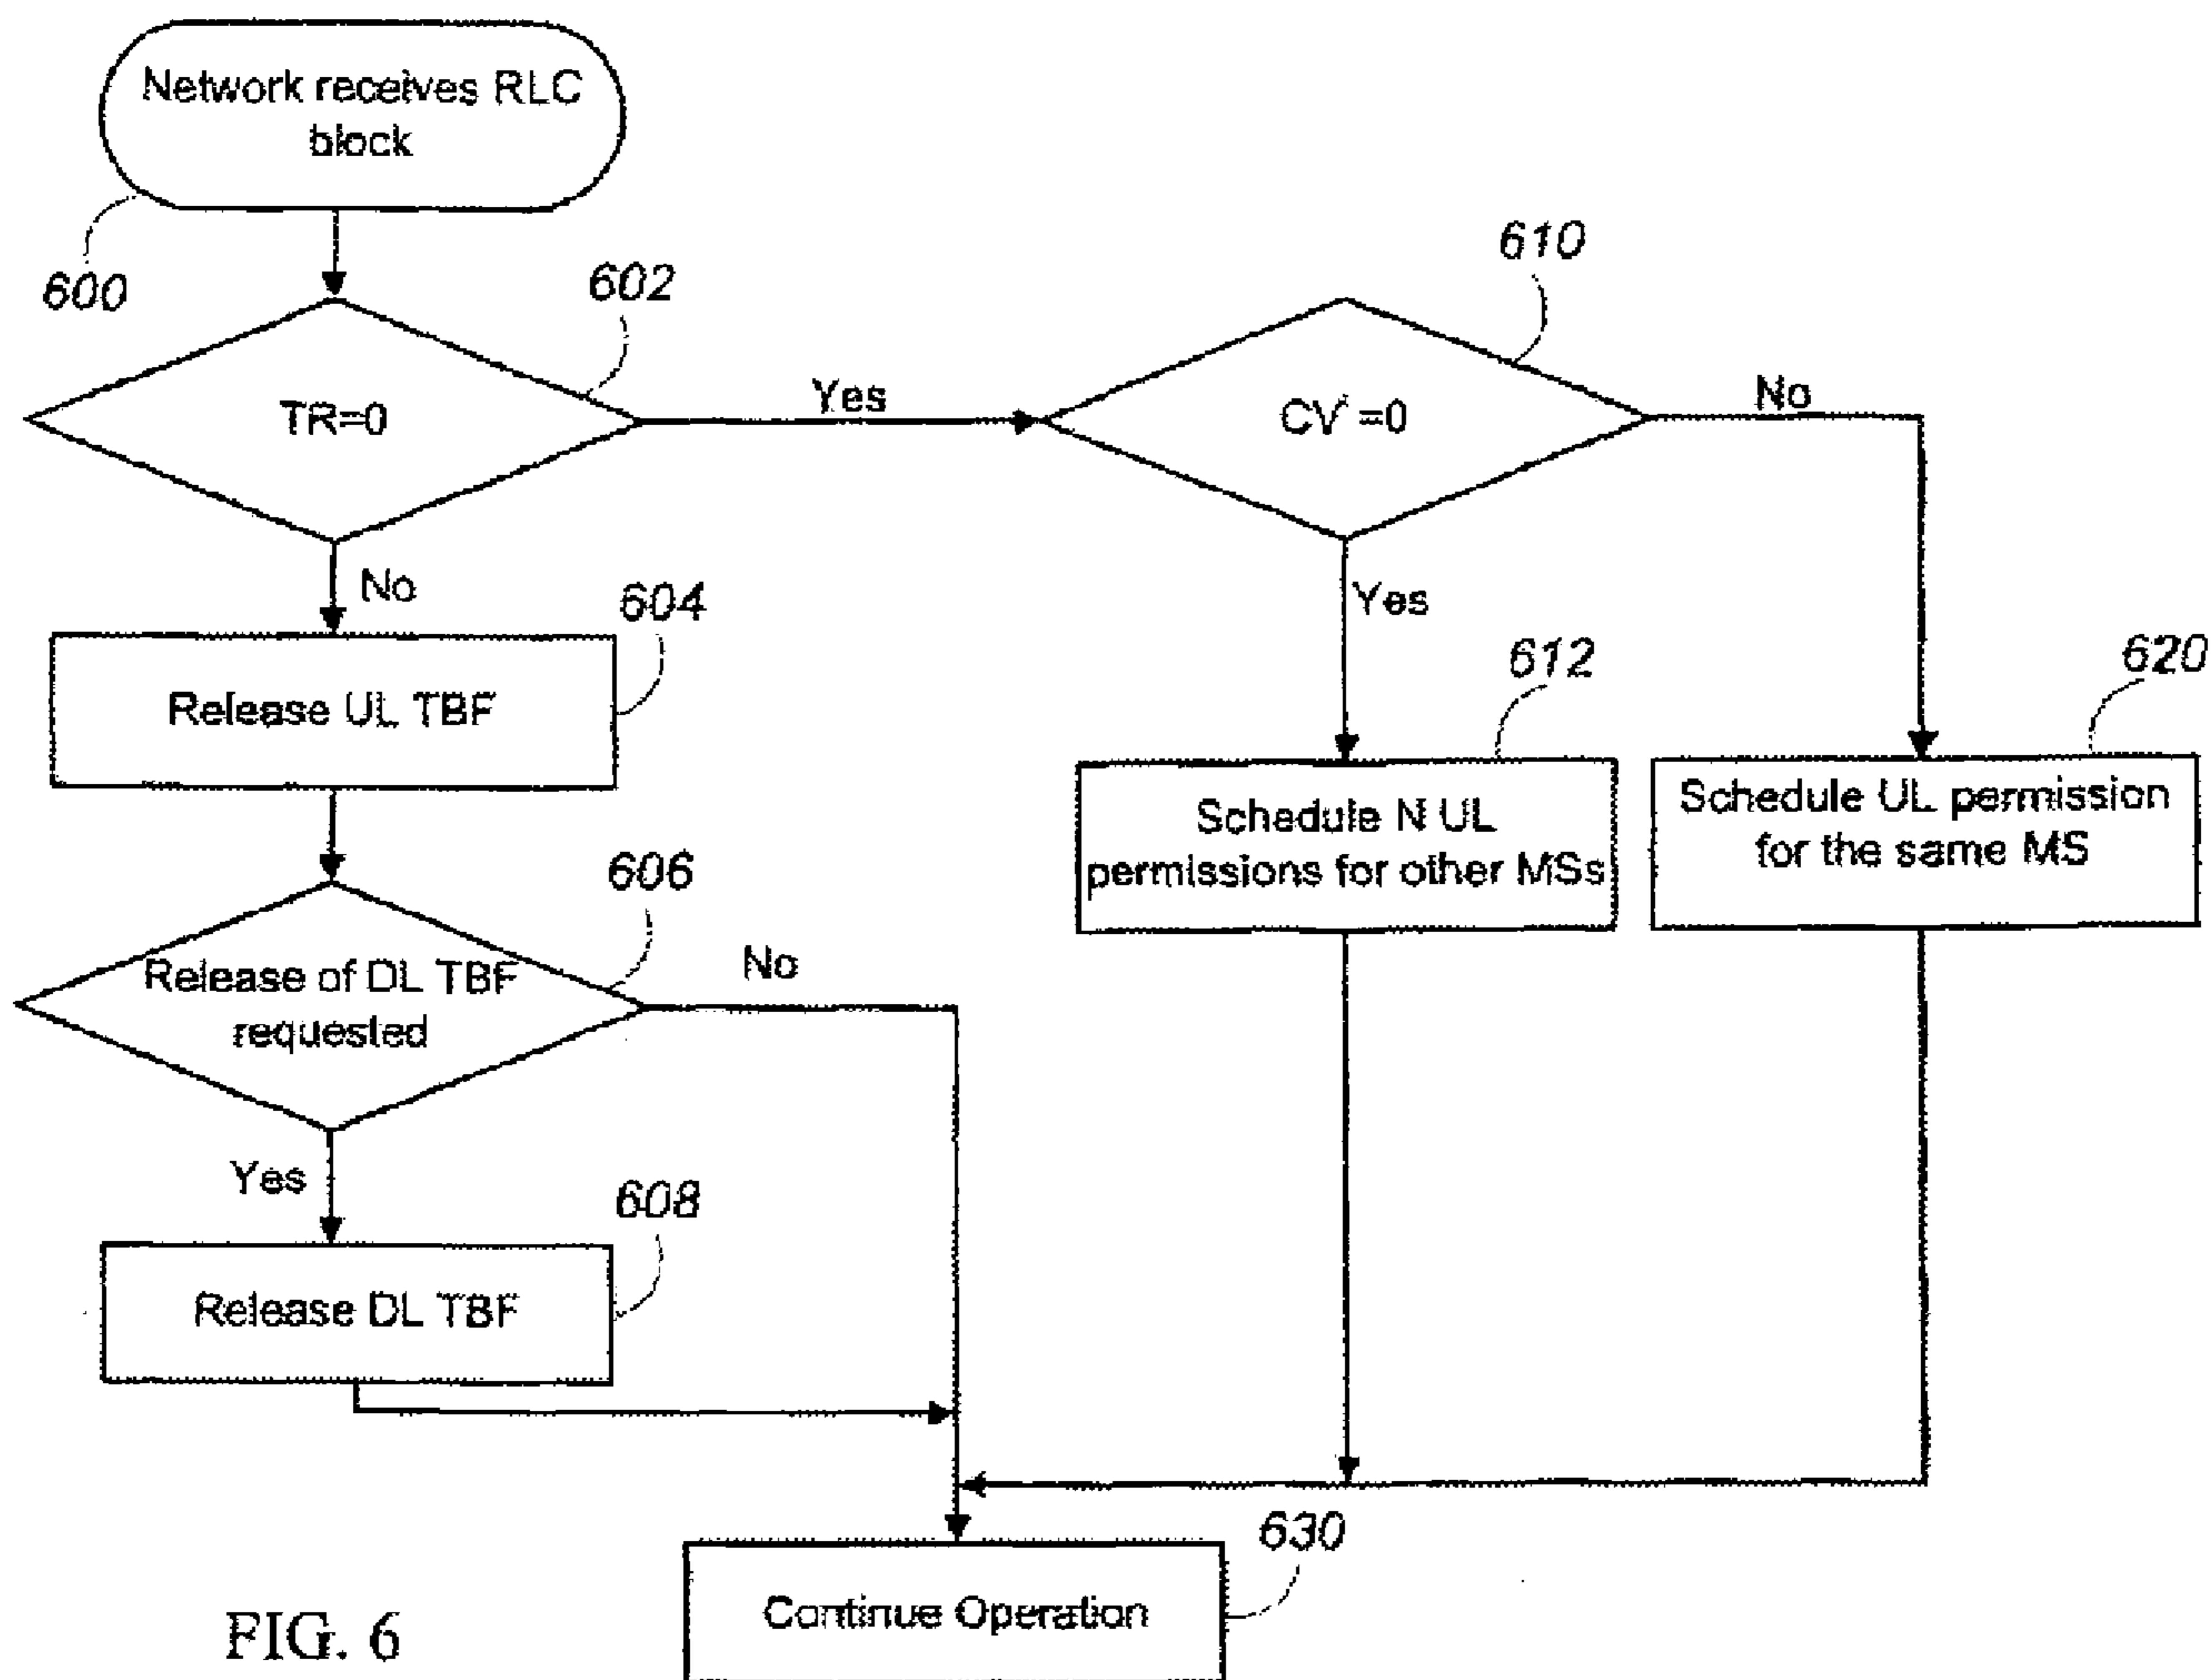 Network receives RLC
block
600
602
610
TR=0
Yes
CV'=0
No
No
604
Yes
612
620
Release UL TBF
Schedule N UL
permissions for other MSs
Schedule UL permission
for the same MS
606
Release of DL TBF
requested
No
Yes
608
Release DL TBF
630
Continue Operation
FIG. 6